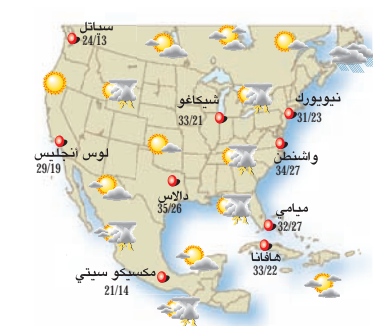 سياتل
24/13
شيكاغو
33/21
نيويورك
31/23
لوس انجليس
29/19
واشنطن
34/27
دالاس
35/26
ميامي
32/27
هافانا
33/22
مكسيكو سيتي
21/14